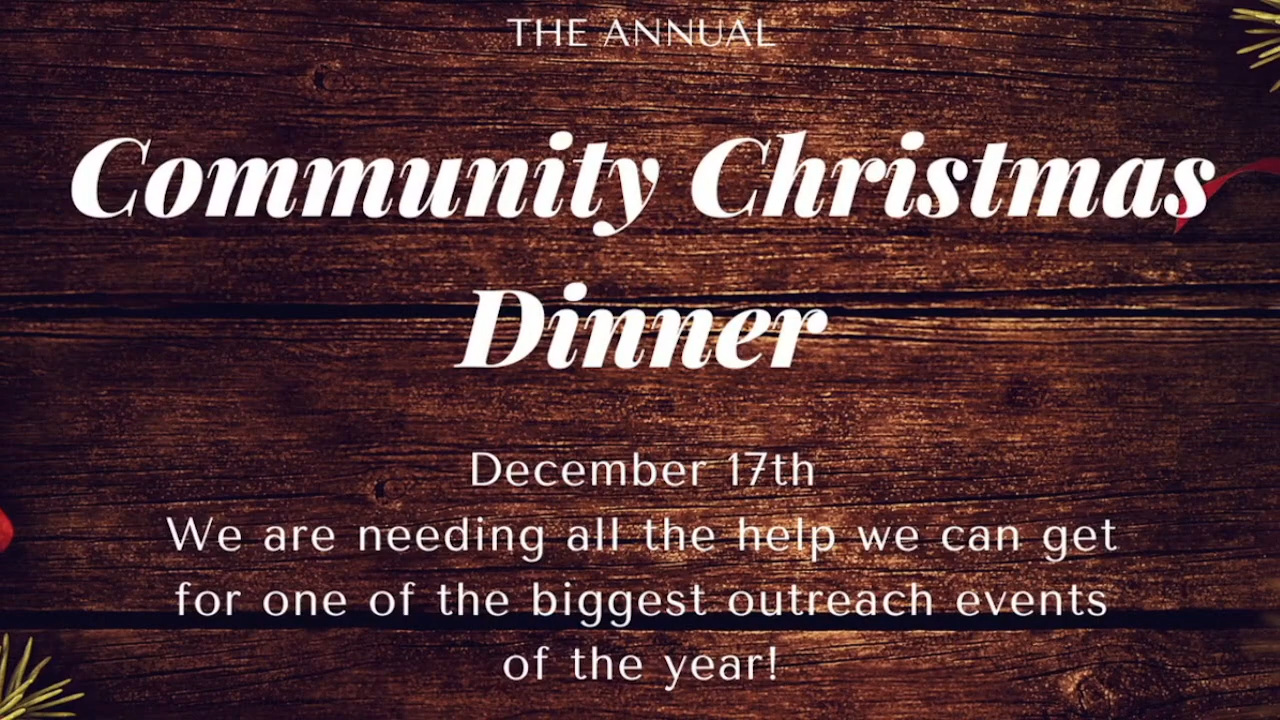 THE ANNUAL
Community Christmas
Dinner
December 17th
We are needing all the help we can get
for one of the biggest outreach events
of the year!